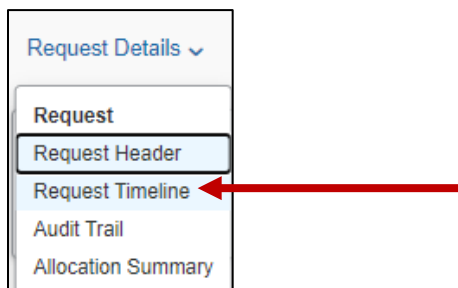 Request Details
Request
Request Header
Request Timeline
Audit Trail
Allocation Summary